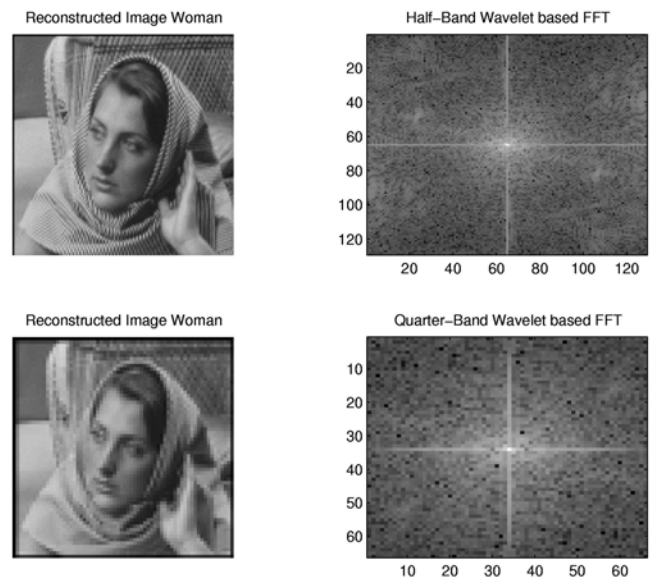 Reconstructed Image Woman
Half−Band Wavelet based FFT
20
40
60
80
100
120
20 40 60 80 100 120
Reconstructed Image Woman
Quarter−Band Wavelet based FFT
10
20
30
40
50
60
10 20 30 40 50 60